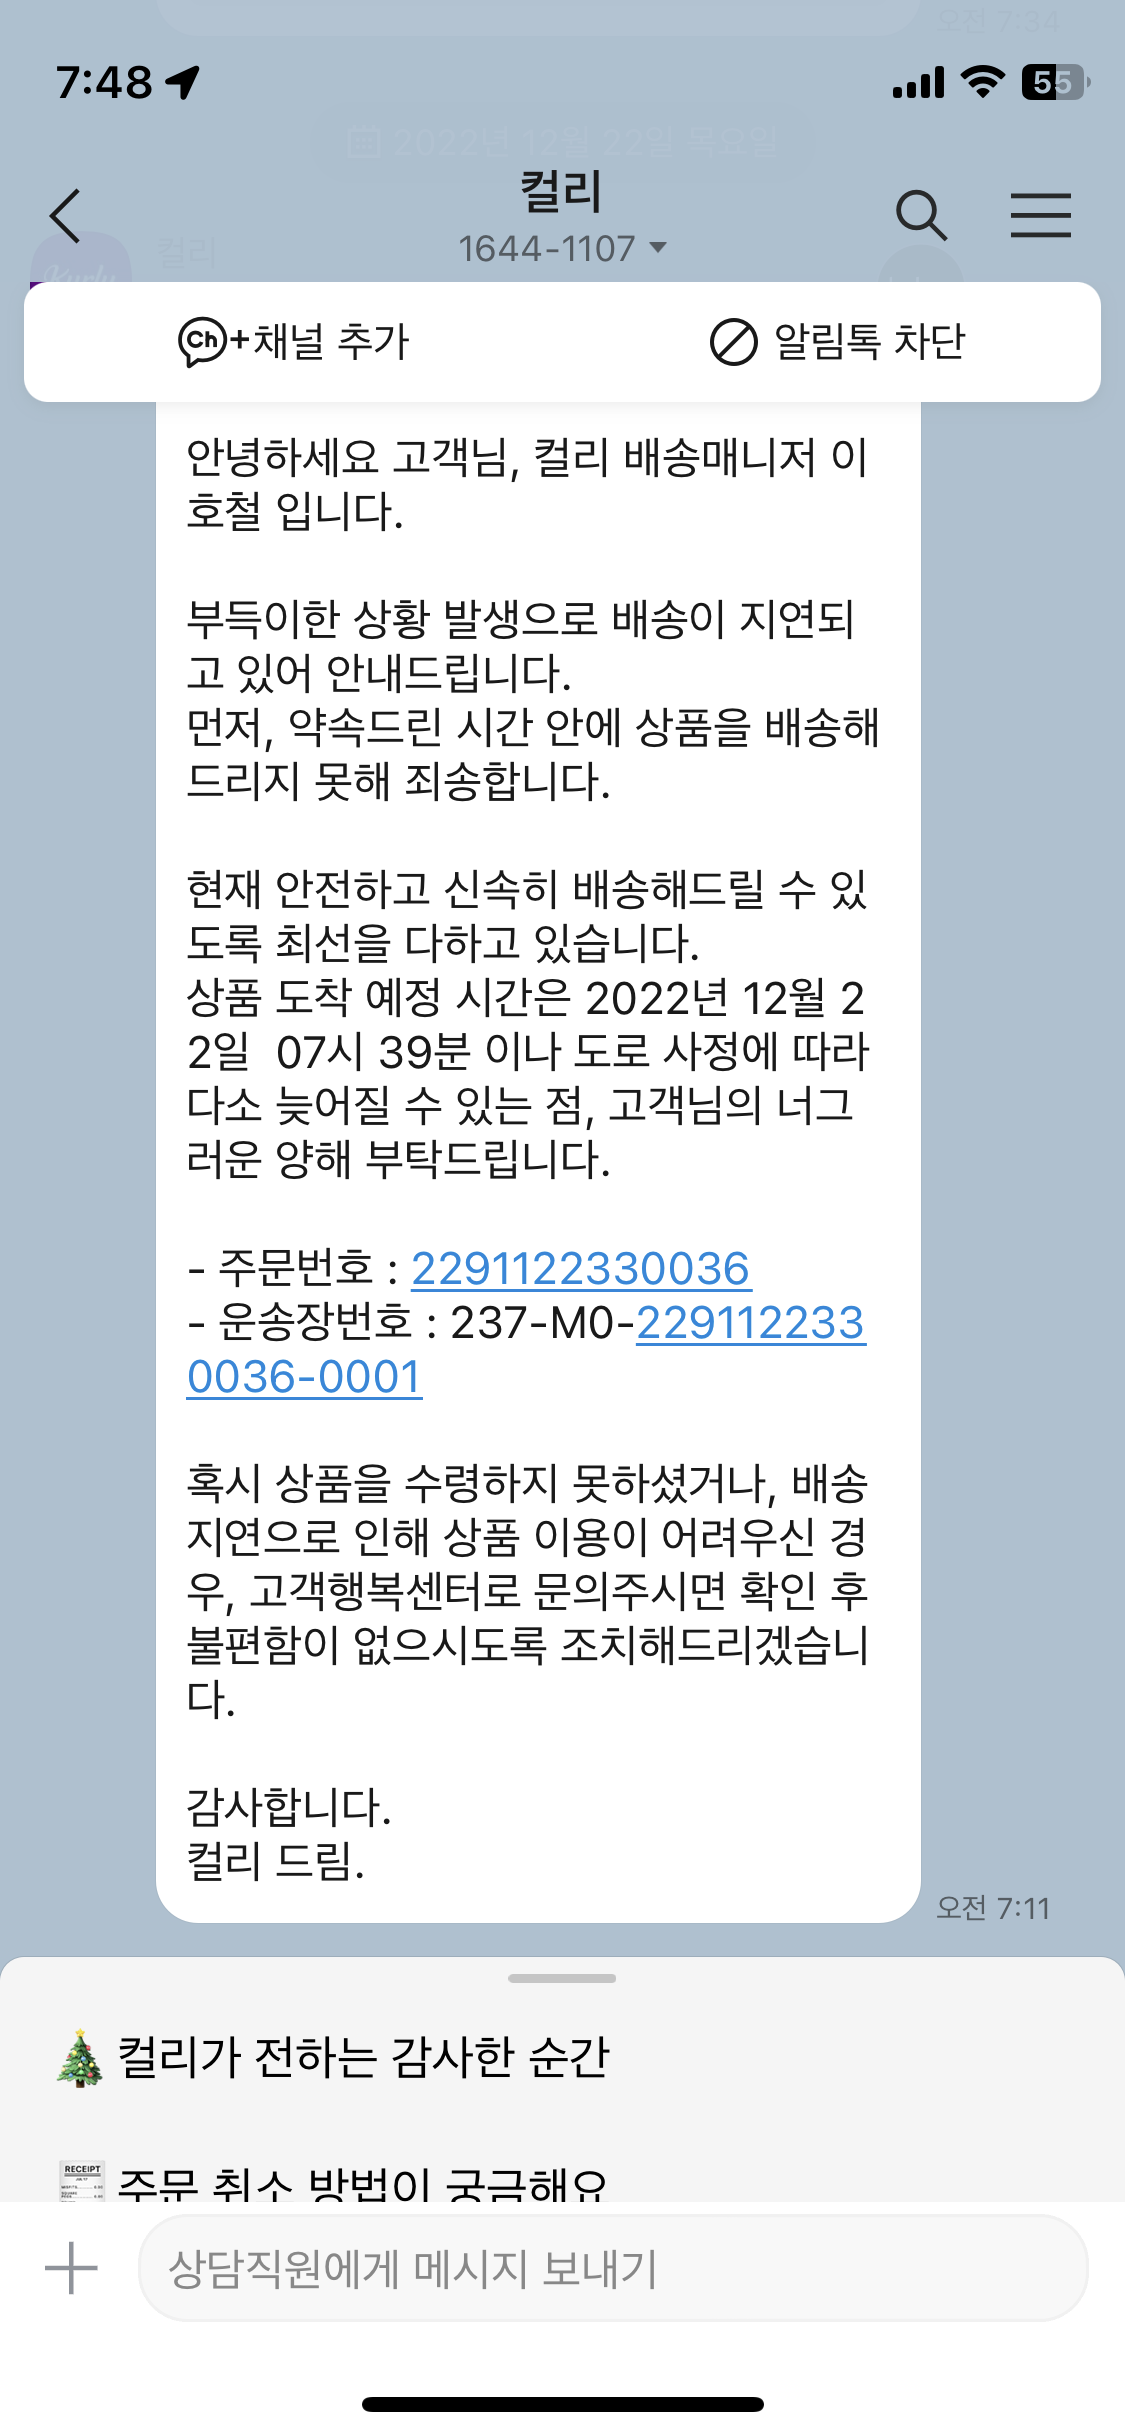 오전 7:34
7:48
55
2022년 12월 22일 목요일
컬리
1644-1107
컬리
Kurly
Ch+채널 추가
알림톡 차단
안녕하세요 고객님, 컬리 배송매니저 이
호철 입니다.
부득이한 상황 발생으로 배송이 지연되
고 있어 안내드립니다.
먼저, 약속드린 시간 안에 상품을 배송해
드리지 못해 죄송합니다.
현재 안전하고 신속히 배송해드릴 수 있
도록 최선을 다하고 있습니다.
상품 도착 예정 시간은 2022년 12월 2
2일  07시 39분 이나 도로 사정에 따라
다소 늦어질 수 있는 점, 고객님의 너그
러운 양해 부탁드립니다.
- 주문번호 : 2291122330036
- 운송장번호 : 237-M0-229112233
0036-0001
혹시 상품을 수령하지 못하셨거나, 배송
지연으로 인해 상품 이용이 어려우신 경
우, 고객행복센터로 문의주시면 확인 후
불편함이 없으시도록 조치해드리겠습니
다.
감사합니다.
컬리 드림.
오전 7:11
컬리가 전하는 감사한 순간
RECEIPT
주문 취소 방법이 궁금해요
상담직원에게 메시지 보내기